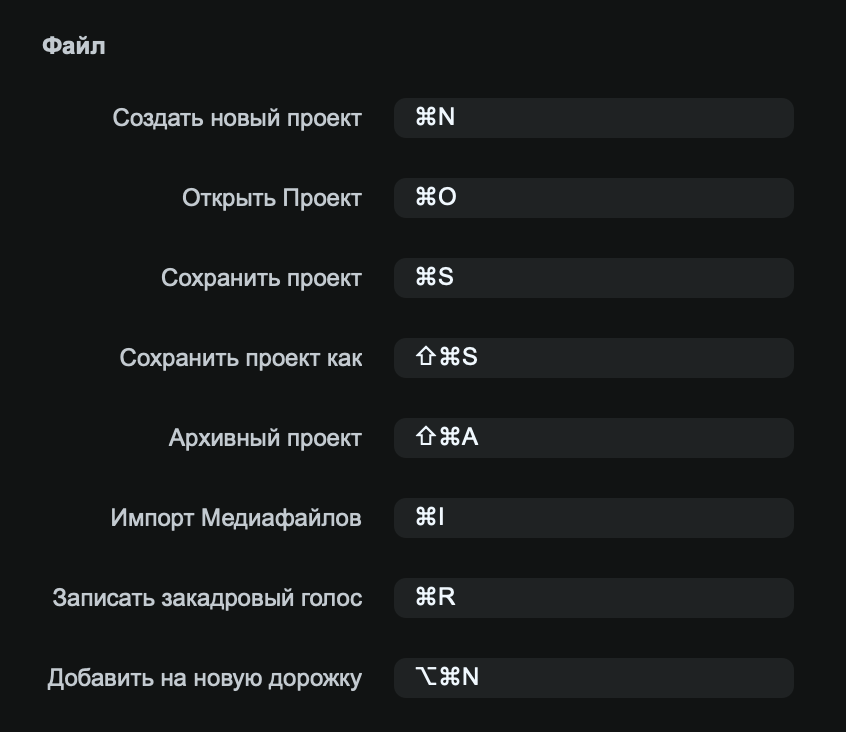 Файл
Создать новый проект ⌘N
Открыть Проект ⌘O
Сохранить проект ⌘S
Сохранить проект как ⇧⌘S
Архивный проект ⇧⌘A
Импорт Медиафайлов ⌘I
Записать закадровый голос ⌘R
Добавить на новую дорожку ⌥⌘N